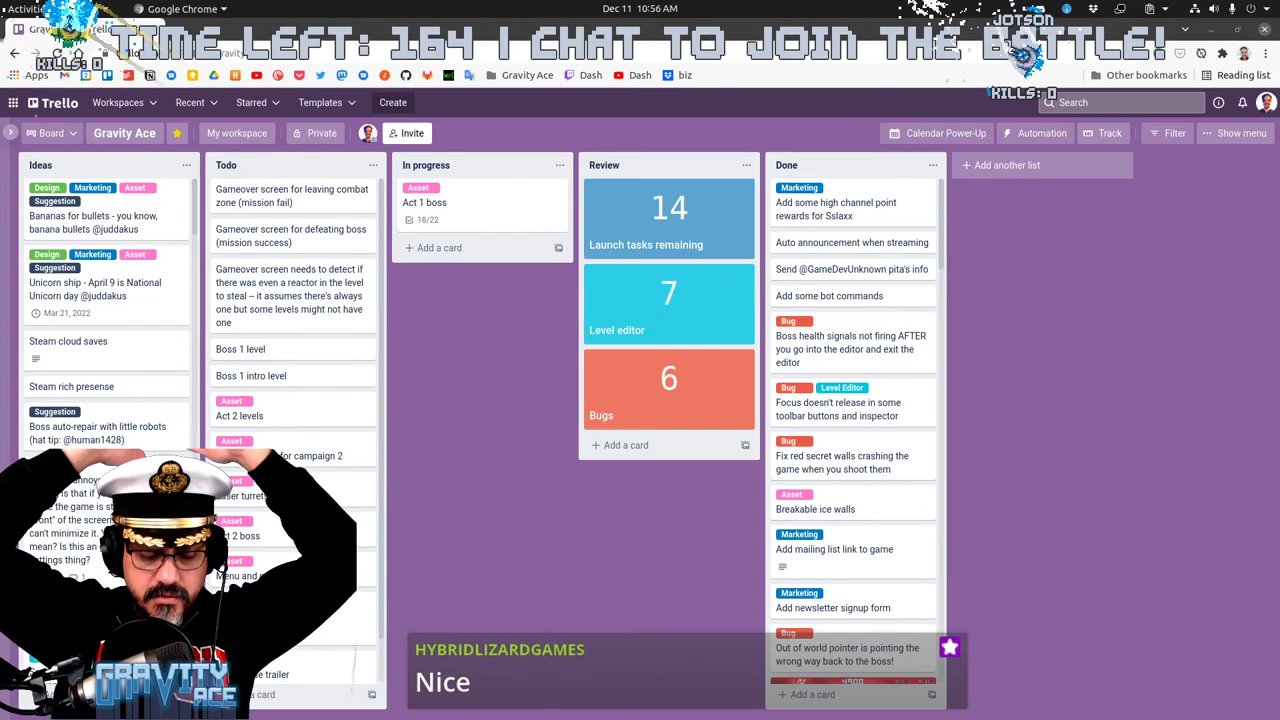 Activities
Google Chrome
Dec 11 10:56 AM
TIME LEFT: 164 | CHAT TO JOIN THE BATTLE!
KILLS: 0
JOTSON
KILLS: 0
Apps
Gravity Ace
Dash
Dash
biz
Other bookmarks
Reading list
Trello
Workspaces
Recent
Starred
Templates
Create
Search
Board
Gravity Ace
My workspace
Private
Invite
Calendar Power-Up
Automation
Track
Filter
Show menu
Ideas
Design Marketing Asset
Suggestion
Bananas for bullets - you know,
banana bullets @juddakus
Design Marketing Asset
Suggestion
Unicorn ship - April 9 is National
Unicorn day @juddakus
Mar 21, 2022
Steam cloud saves
Steam rich presense
Suggestion
Boss auto-repair with little robots
(hat tip: @human1428)
can't minimize it.
mean? Is this an
Todo
Gameover screen for leaving combat
zone (mission fail)
Gameover screen for defeating boss
(mission success)
Gameover screen needs to detect if
there was even a reactor in the level
to steal -- it assumes there's always
one but some levels might not have
one
Boss 1 level
Boss 1 intro level
Asset
Act 2 levels
Asset
for campaign 2
Asset
boss
Menu and
trailer
In progress
Asset
Act 1 boss
18/22
Add a card
Review
14
Launch tasks remaining
7
Level editor
6
Bugs
Add a card
Done
Marketing
Add some high channel point
rewards for Sslaxx
Auto announcement when streaming
Send @GameDevUnknown pita's info
Add some bot commands
Bug
Boss health signals not firing AFTER
you go into the editor and exit the
editor
Bug Level Editor
Focus doesn't release in some
toolbar buttons and inspector
Bug
Fix red secret walls crashing the
game when you shoot them
Asset
Breakable ice walls
Marketing
Add mailing list link to game
Marketing
Add newsletter signup form
Bug
Out of world pointer is pointing the
wrong way back to the boss!
Add a card
Add another list
HYBRIDLIZARDGAMES
Nice
GRAVITY
ACE